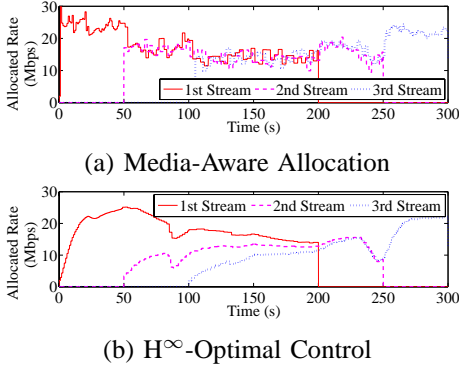 Allocated Rate
(Mbps)
30
20
10
0
1st Stream 2nd Stream 3rd Stream
0 50 100 150 200 250 300
Time (s)
(a) Media-Aware Allocation
Allocated Rate
(Mbps)
30
20
10
0
1st Stream 2nd Stream 3rd Stream
0 50 100 150 200 250 300
Time (s)
(b) H∞-Optimal Control